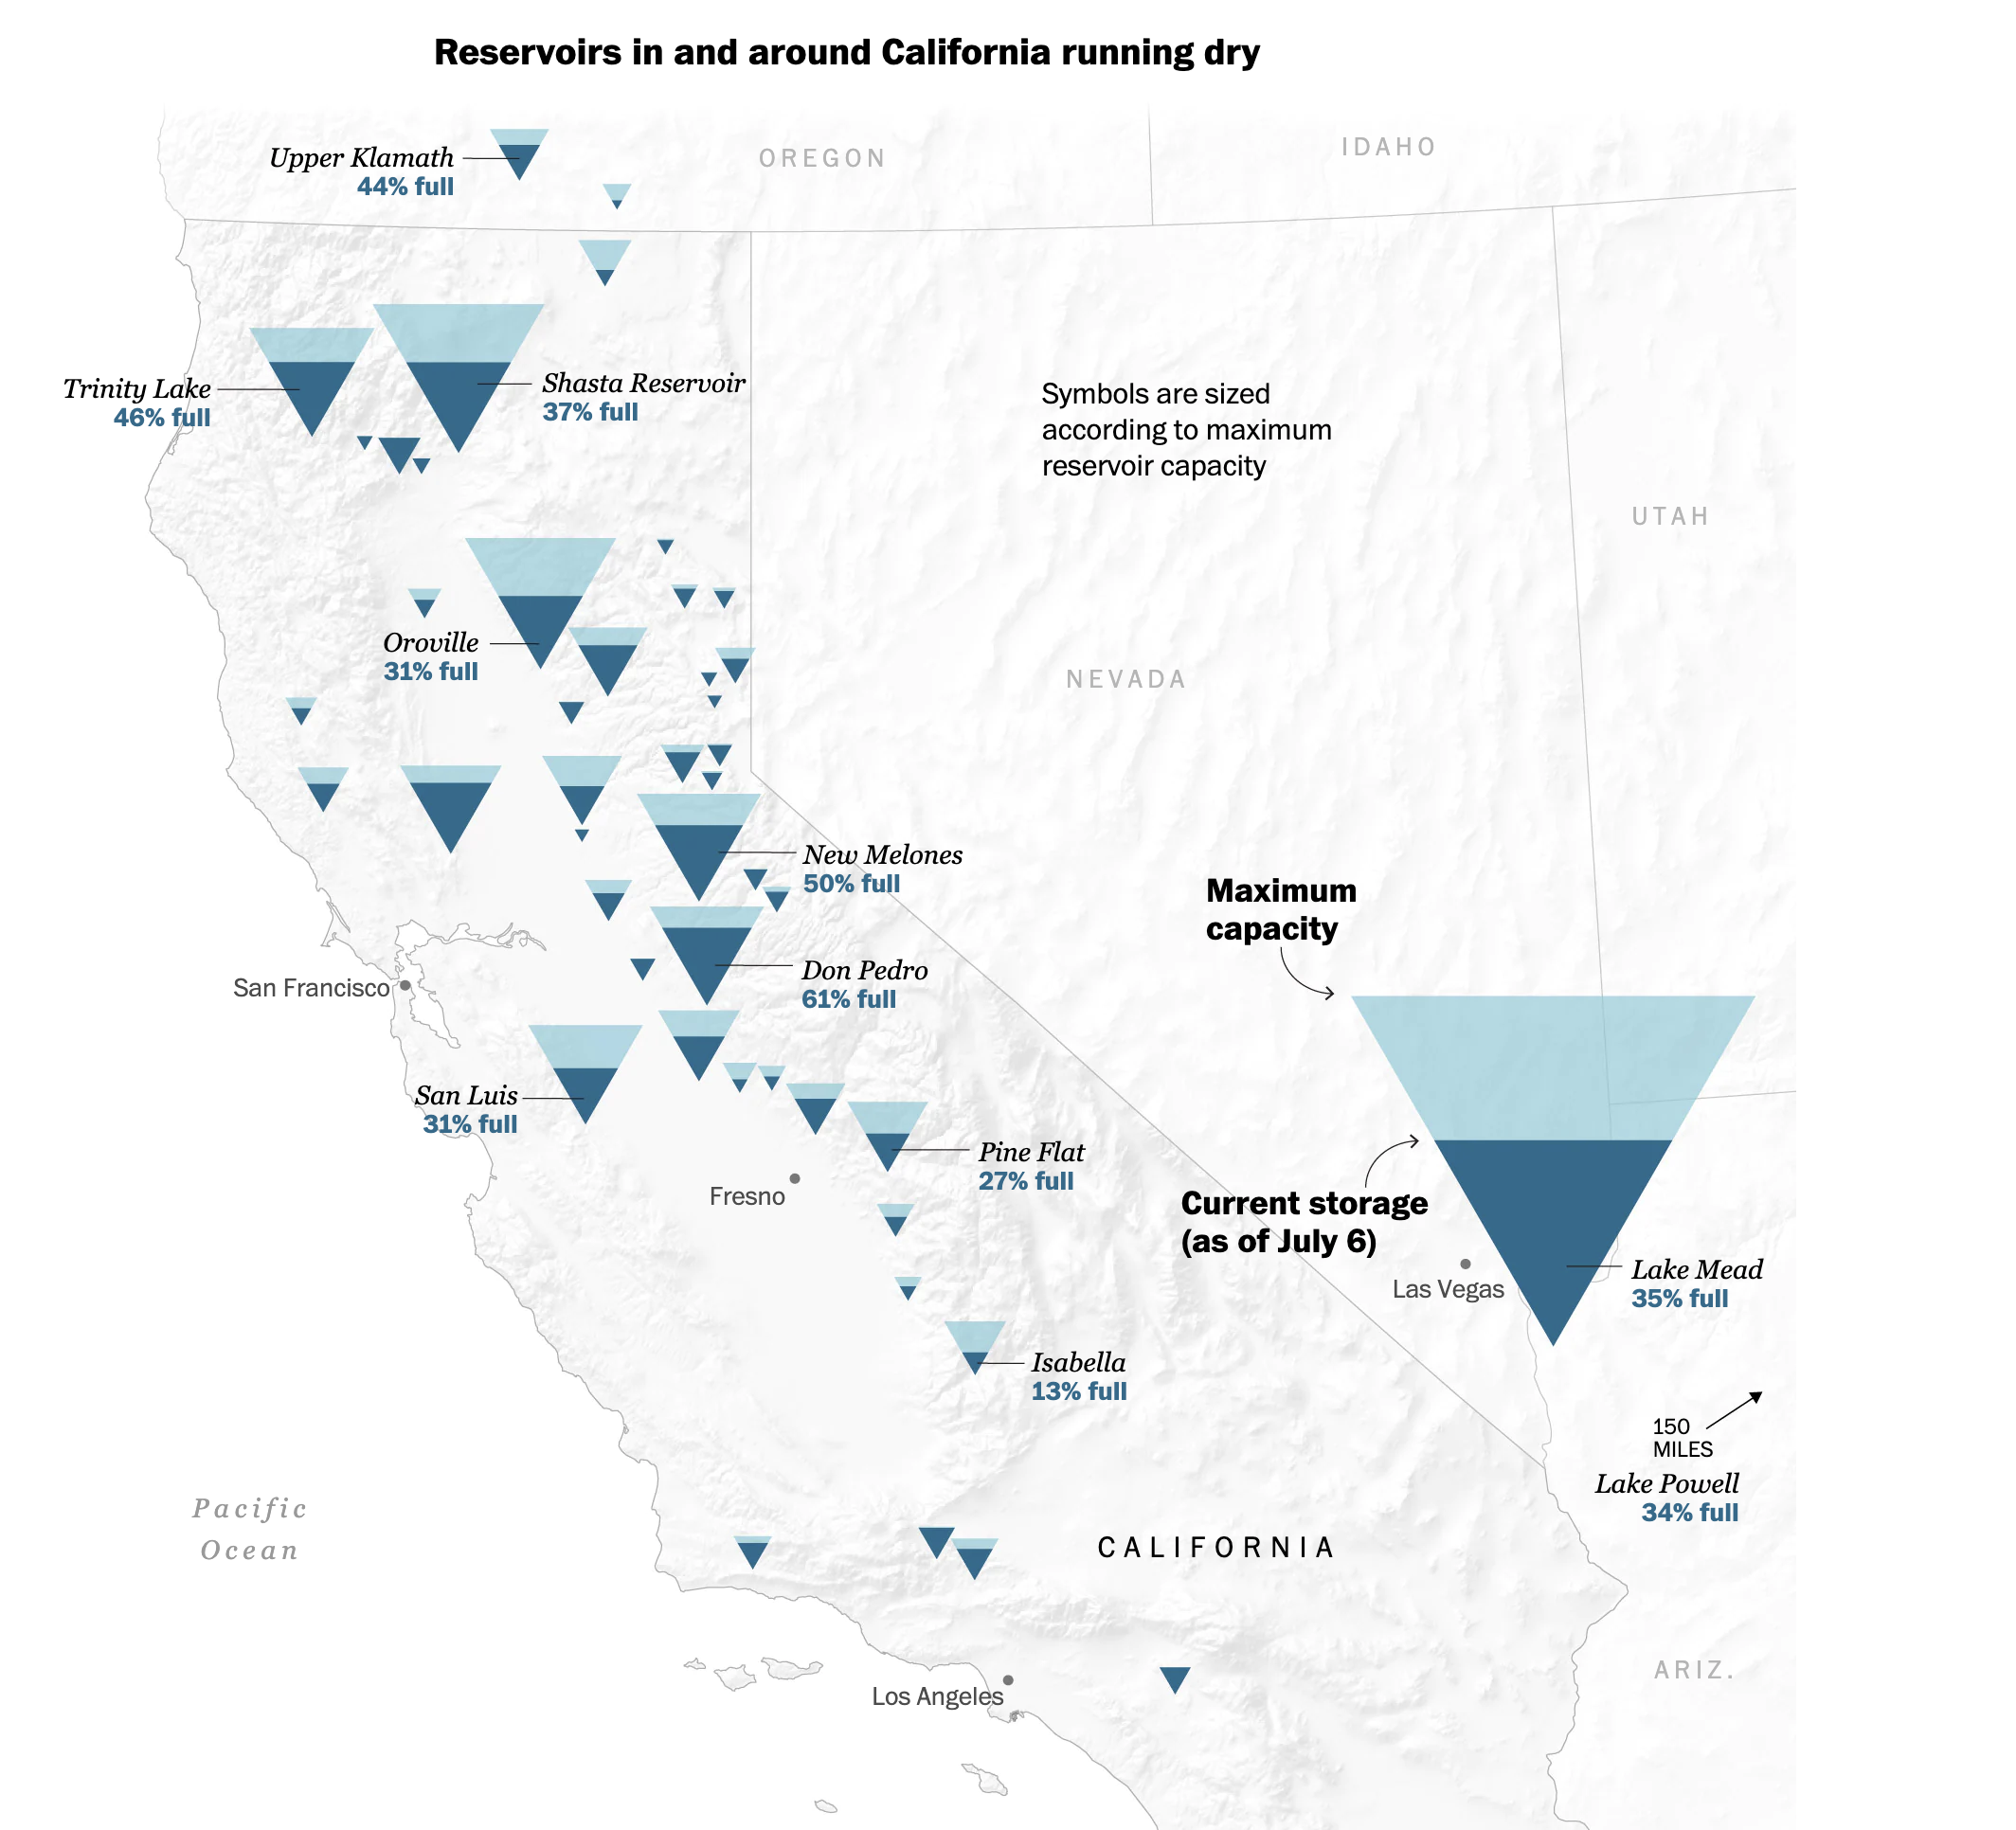 Reservoirs in and around California running dry
Upper Klamath
44% full
OREGON
IDAHO
Trinity Lake
46% full
Shasta Reservoir
37% full
Symbols are sized
according to maximum
reservoir capacity
UTAH
Oroville
31% full
NEVADA
New Melones
50% full
Maximum
capacity
San Francisco
Don Pedro
61% full
San Luis
31% full
Pine Flat
27% full
Fresno
Current storage
(as of July 6)
Las Vegas
Lake Mead
35% full
Isabella
13% full
150
MILES
Lake Powell
34% full
Pacific
Ocean
CALIFORNIA
Los Angeles
ARIZ.